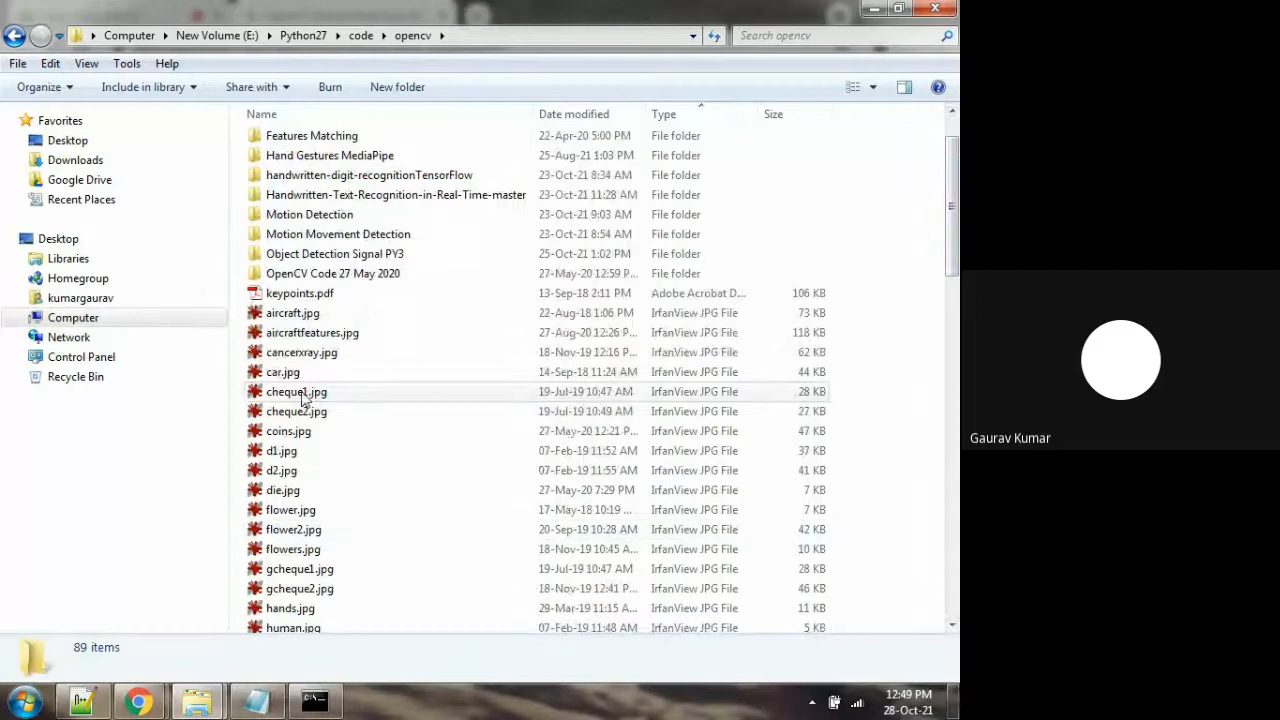 Computer New Volume (E:) Python27 code opencv Search opencv
File Edit View Tools Help
Organize Include in library Share with Burn New folder
Favorites
Desktop
Downloads
Google Drive
Recent Places
Desktop
Libraries
Homegroup
kumargaurav
Computer
Network
Control Panel
Recycle Bin
Name Date modified Type Size
Features Matching 22-Apr-20 5:00 PM File folder
Hand Gestures MediaPipe 25-Aug-21 1:03 PM File folder
handwritten-digit-recognitionTensorFlow 23-Oct-21 8:34 AM File folder
Handwritten-Text-Recognition-in-Real-Time-master 23-Oct-21 11:28 AM File folder
Motion Detection 23-Oct-21 9:03 AM File folder
Motion Movement Detection 23-Oct-21 8:54 AM File folder
Object Detection Signal PY3 25-Oct-21 1:02 PM File folder
OpenCV Code 27 May 2020 27-May-20 12:59 P... File folder
keypoints.pdf 13-Sep-18 2:11 PM Adobe Acrobat D... 106 KB
aircraft.jpg 22-Aug-18 1:06 PM IrfanView JPG File 73 KB
aircraftfeatures.jpg 27-Aug-20 12:26 P... IrfanView JPG File 118 KB
cancerxray.jpg 18-Nov-19 12:16 P... IrfanView JPG File 62 KB
car.jpg 14-Sep-18 11:24 AM IrfanView JPG File 44 KB
cheque1.jpg 19-Jul-19 10:47 AM IrfanView JPG File 28 KB
cheque2.jpg 19-Jul-19 10:49 AM IrfanView JPG File 27 KB
coins.jpg 27-May-20 12:21 P... IrfanView JPG File 47 KB
d1.jpg 07-Feb-19 11:52 AM IrfanView JPG File 37 KB
d2.jpg 07-Feb-19 11:55 AM IrfanView JPG File 41 KB
die.jpg 27-May-20 7:29 PM IrfanView JPG File 7 KB
flower.jpg 17-May-18 10:19 ... IrfanView JPG File 7 KB
flower2.jpg 20-Sep-19 10:28 AM IrfanView JPG File 42 KB
flowers.jpg 18-Nov-19 10:45 A... IrfanView JPG File 10 KB
gcheque1.jpg 19-Jul-19 10:47 AM IrfanView JPG File 28 KB
gcheque2.jpg 18-Nov-19 12:41 P... IrfanView JPG File 46 KB
hands.jpg 29-Mar-19 11:15 A... IrfanView JPG File 11 KB
human.jpg 07-Feb-19 11:48 AM IrfanView JPG File 5 KB
89 items
12:49 PM
28-Oct-21
Gaurav Kumar